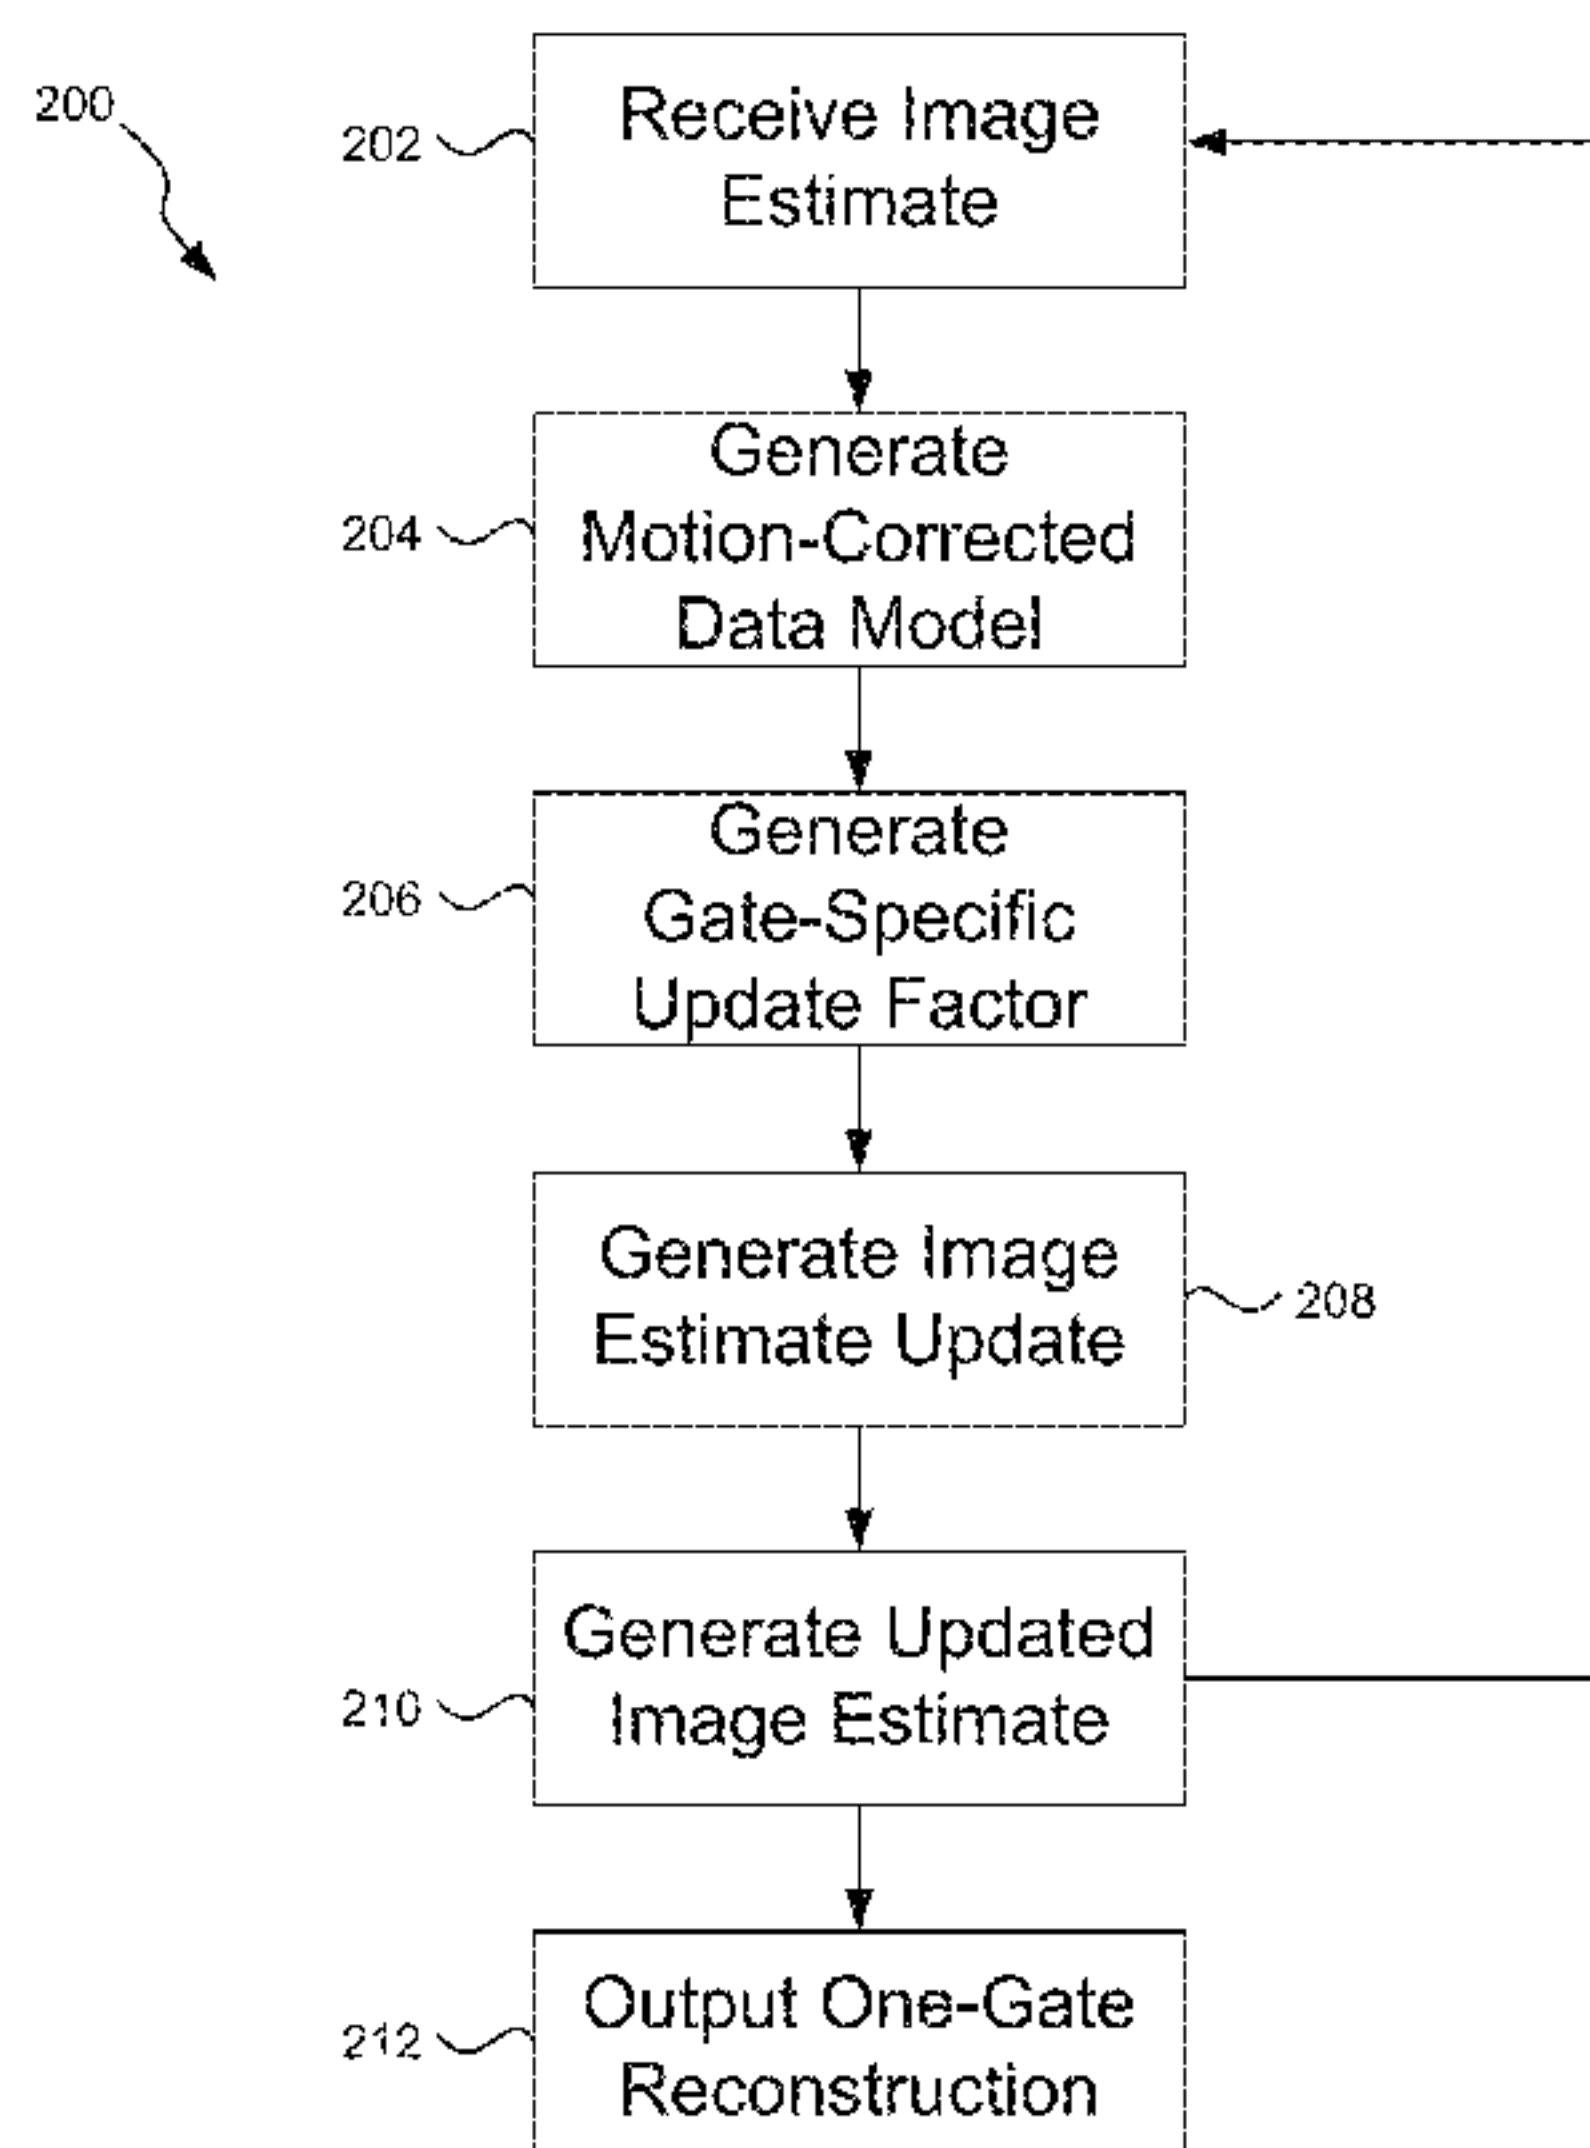 200
202
Receive Image
Estimate
204
Generate
Motion-Corrected
Data Model
206
Generate
Gate-Specific
Update Factor
Generate Image
Estimate Update
208
210
Generate Updated
Image Estimate
212
Output One-Gate
Reconstruction